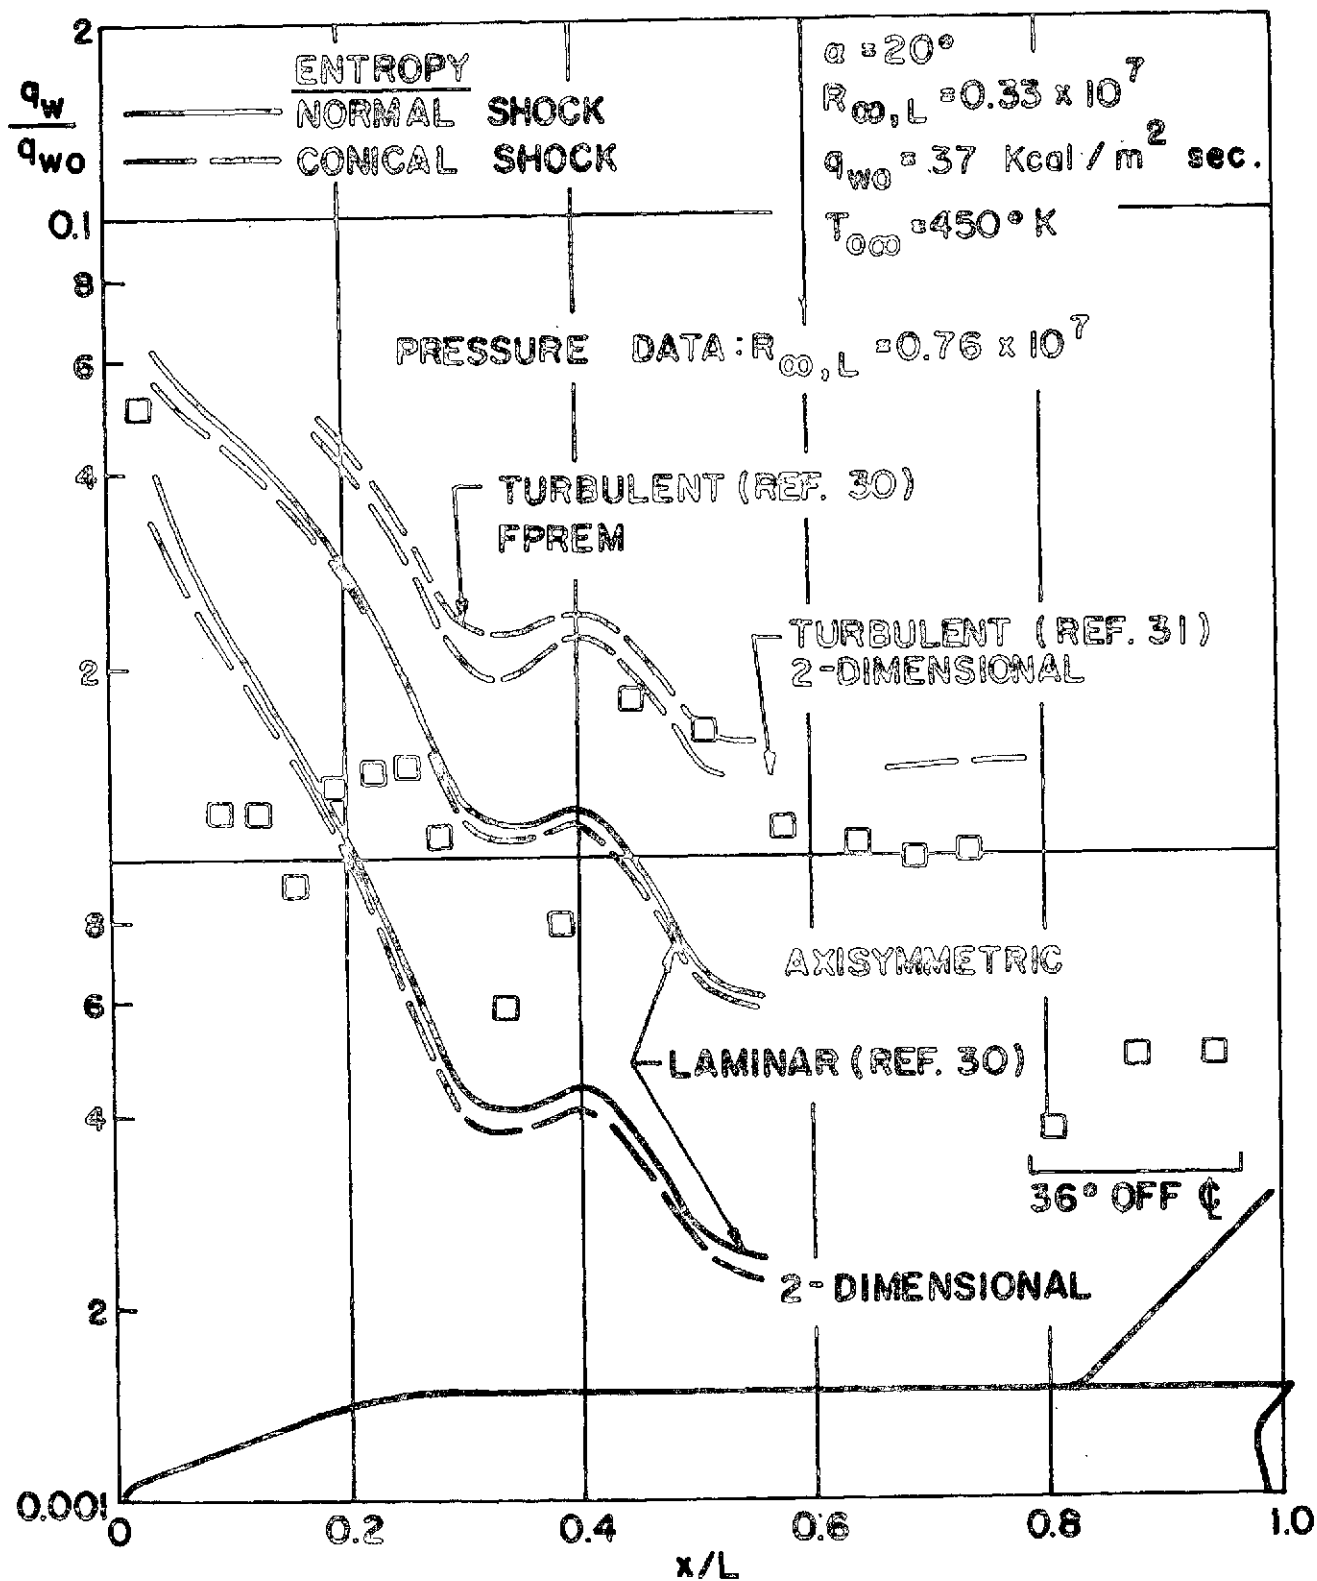 2
q_w
q_wo
ENTROPY
NORMAL SHOCK
CONICAL SHOCK
α = 20°
R_∞,L = 0.33 x 10^7
q_wo = 37 Kcal/m^2 sec.
T_o∞ = 450° K
0.1
8
6
4
2
8
6
4
2
0.001
PRESSURE DATA: R_∞,L = 0.76 x 10^7
TURBULENT (REF. 30)
FPREM
TURBULENT (REF. 31)
2-DIMENSIONAL
AXISYMMETRIC
LAMINAR (REF. 30)
36° OFF ℄
2-DIMENSIONAL
0 0.2 0.4 0.6 0.8 1.0
x/L